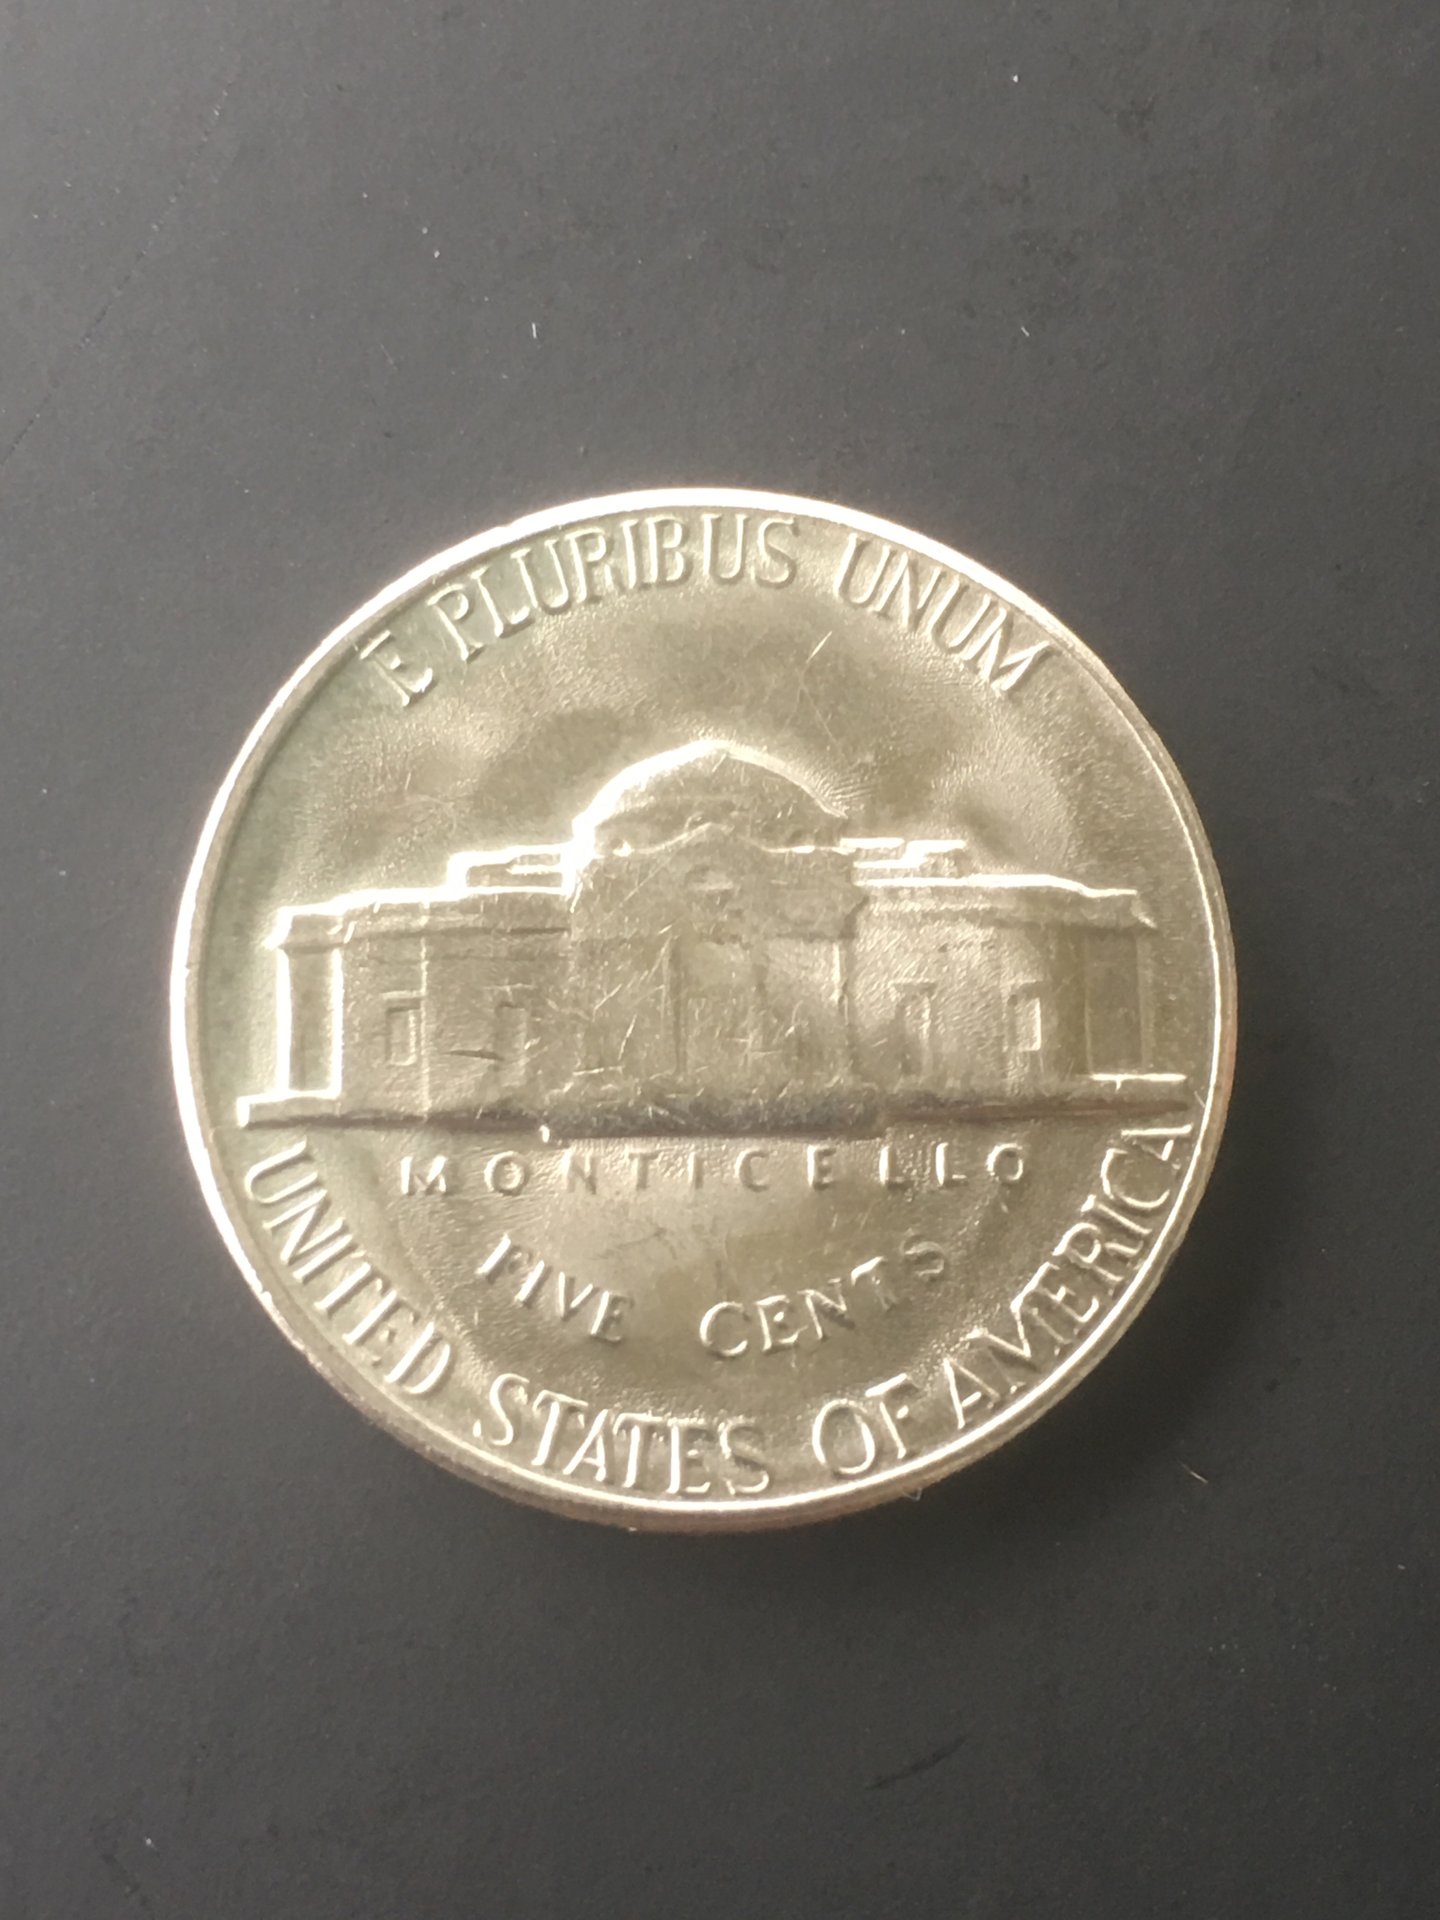 E PLURIBUS UNUM
MONTICELLO
FIVE CENTS
UNITED STATES OF AMERICA